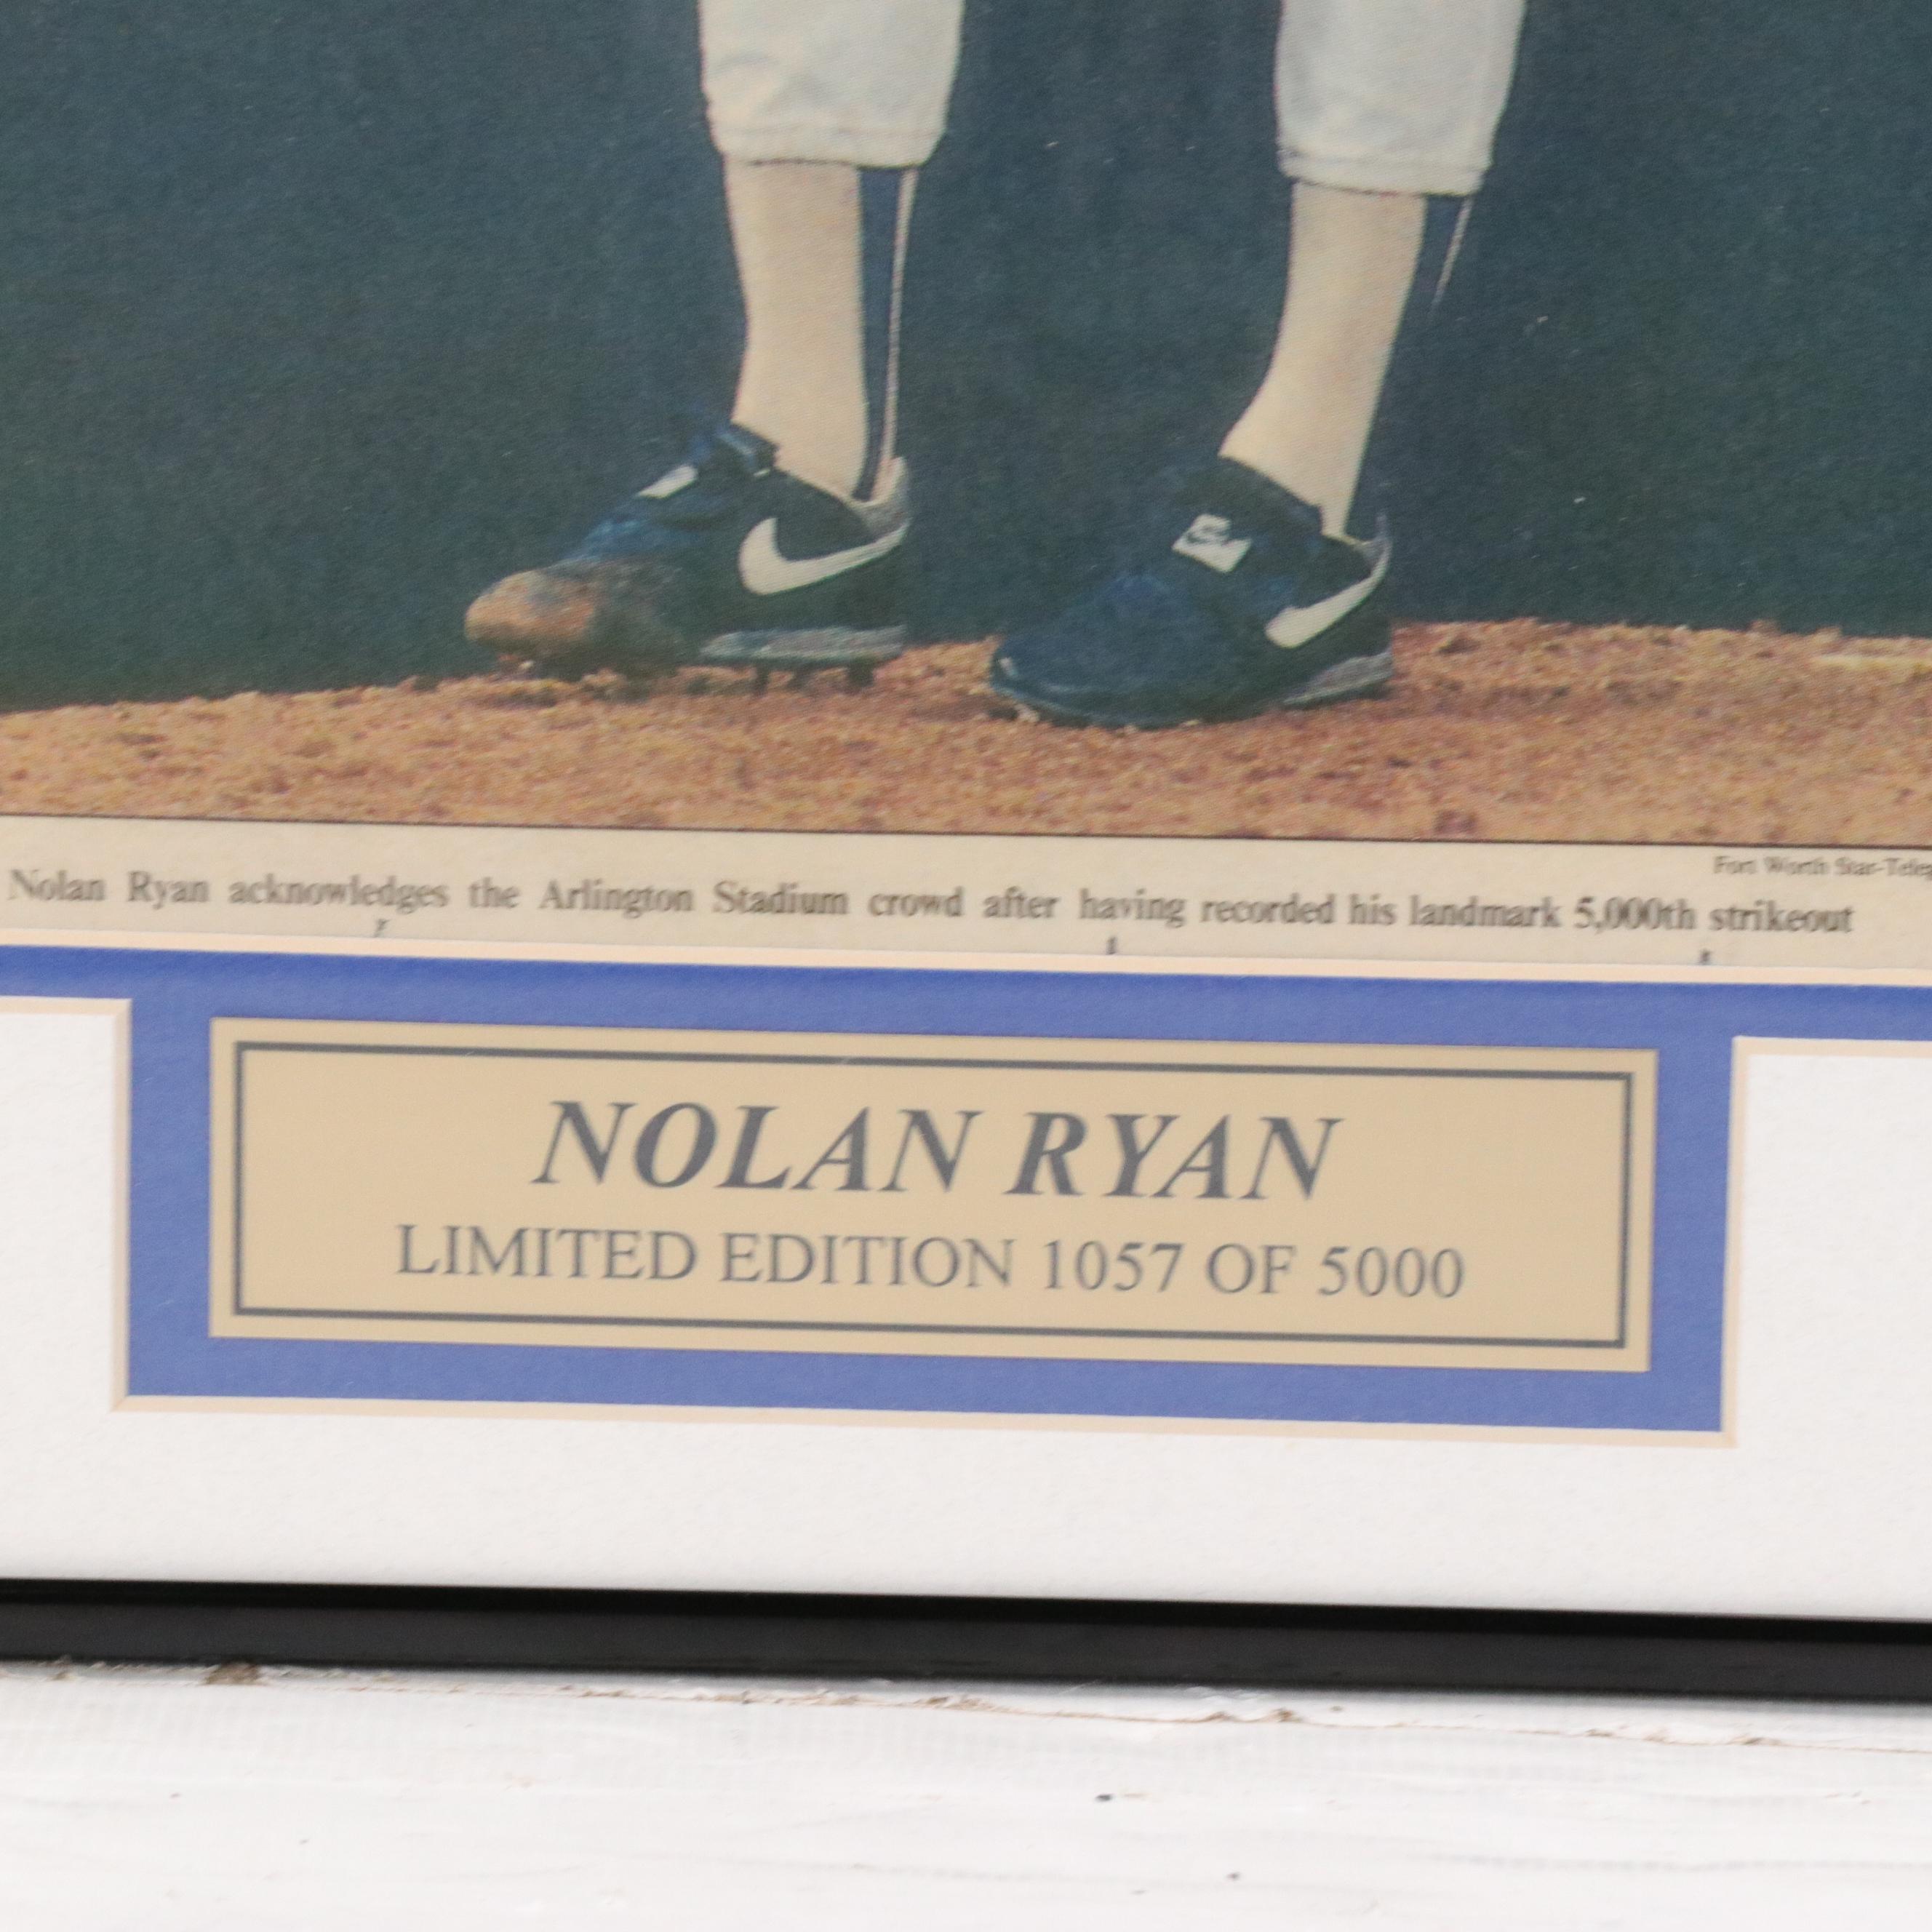 Fort Worth Star-Teleg
Nolan Ryan acknowledges the Arlington Stadium crowd after having recorded his landmark 5,000th strikeout
NOLAN RYAN
LIMITED EDITION 1057 OF 5000